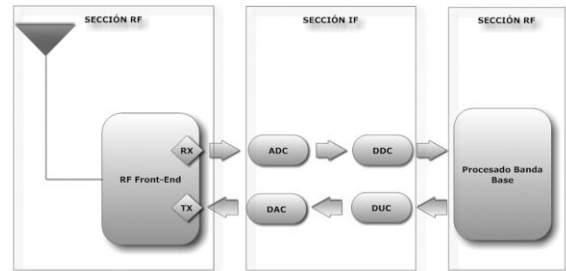 SECCIÓN RF
SECCIÓN IF
SECCIÓN RF
RX
RF Front-End
TX
ADC
DDC
DAC
DUC
Procesado Banda
Base